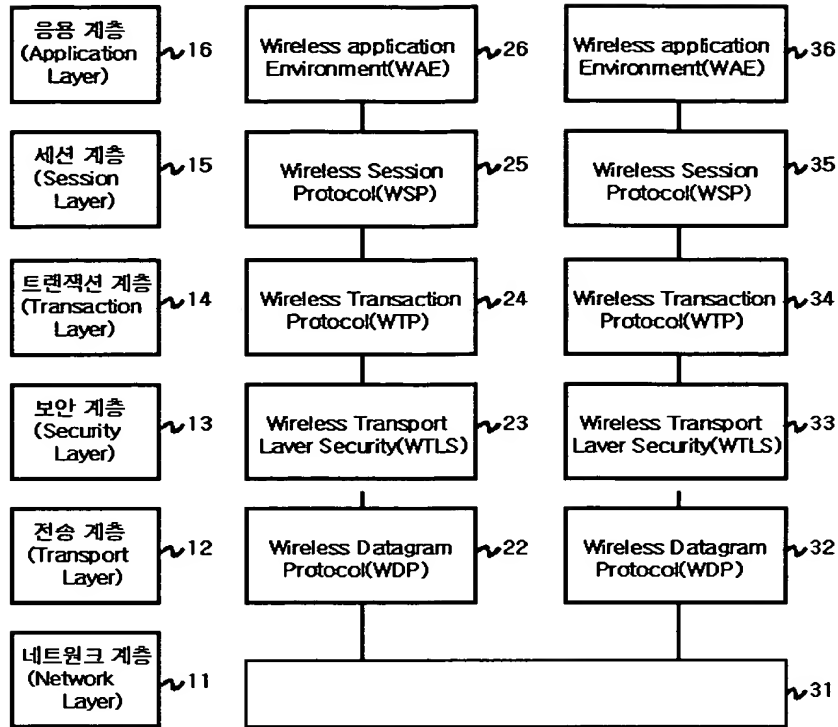 응용 계층
(Application
Layer)
16
Wireless application
Environment(WAE)
26
Wireless application
Environment(WAE)
36
세션 계층
(Session
Layer)
15
Wireless Session
Protocol(WSP)
25
Wireless Session
Protocol(WSP)
35
트랜잭션 계층
(Transaction
Layer)
14
Wireless Transaction
Protocol(WTP)
24
Wireless Transaction
Protocol(WTP)
34
보안 계층
(Security
Layer)
13
Wireless Transport
Laver Security(WTLS)
23
Wireless Transport
Laver Security(WTLS)
33
전송 계층
(Transport
Layer)
12
Wireless Datagram
Protocol(WDP)
22
Wireless Datagram
Protocol(WDP)
32
네트워크 계층
(Network
Layer)
11
31